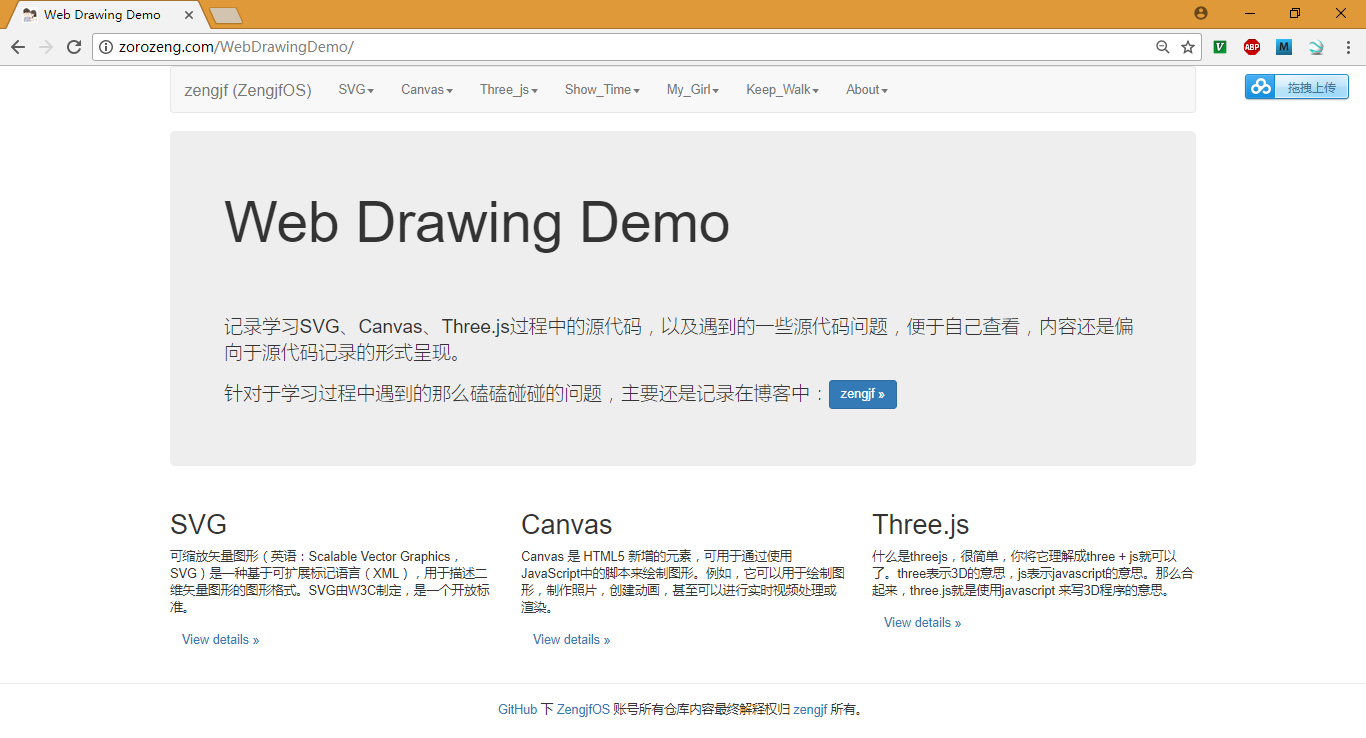 Web Drawing Demo
zorozeng.com/WebDrawingDemo/
V ABP M
zengjf (ZengjfOS) SVG Canvas Three_js Show_Time My_Girl Keep_Walk About
拖拽上传
Web Drawing Demo
记录学习SVG、Canvas、Three.js过程中的源代码，以及遇到的一些源代码问题，便于自己查看，内容还是偏
向于源代码记录的形式呈现。
针对于学习过程中遇到的那么磕磕碰碰的问题，主要还是记录在博客中： zengjf »
SVG
可缩放矢量图形（英语：Scalable Vector Graphics，
SVG）是一种基于可扩展标记语言（XML），用于描述二
维矢量图形的图形格式。SVG由W3C制定，是一个开放标
准。
View details »
Canvas
Canvas 是 HTML5 新增的元素，可用于通过使用
JavaScript中的脚本来绘制图形。例如，它可以用于绘制图
形，制作照片，创建动画，甚至可以进行实时视频处理或
渲染。
View details »
Three.js
什么是threejs，很简单，你将它理解成three + js就可以
了。three表示3D的意思，js表示javascript的意思。那么合
起来，three.js就是使用javascript 来写3D程序的意思。
View details »
GitHub 下 ZengjfOS 账号所有仓库内容最终解释权归 zengjf 所有。